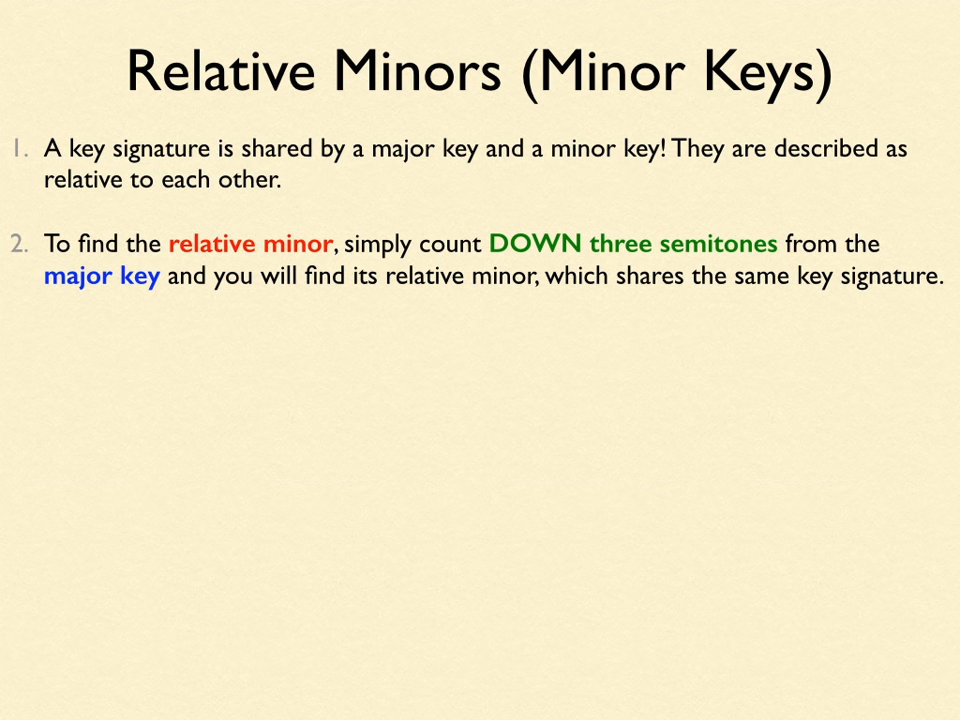 Relative Minors (Minor Keys)
1. A key signature is shared by a major key and a minor key! They are described as
relative to each other.
2. To find the relative minor, simply count DOWN three semitones from the
major key and you will find its relative minor, which shares the same key signature.